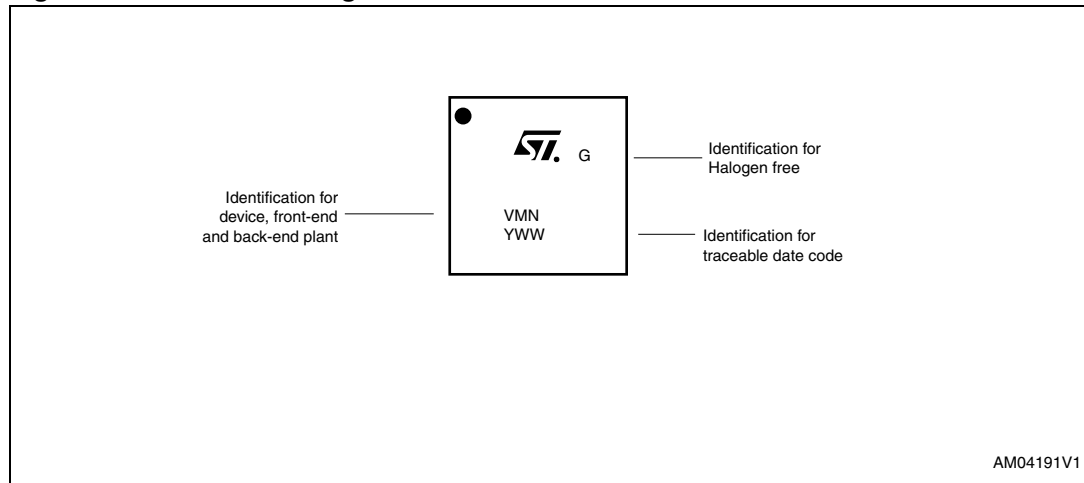 G
Identification for
Halogen free
Identification for
device, front-end
and back-end plant
VMN
YWW
Identification for
traceable date code
AM04191V1